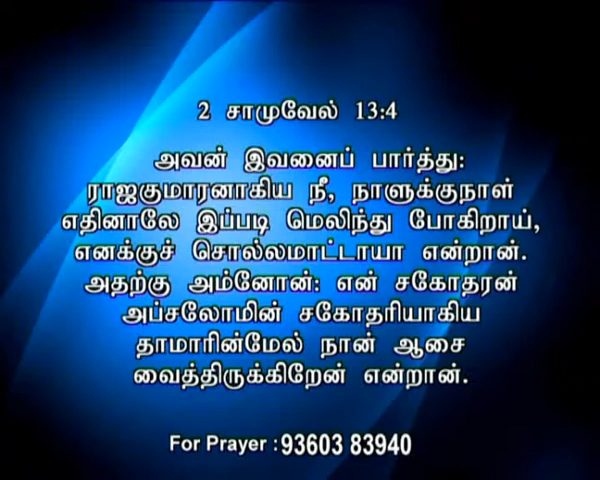 2 சாமுவேல் 13:4
அவன் இவனைப் பார்த்து:
ராஜகுமாரனாகிய நீ, நாளுக்குநாள்
எதினாலே இப்படி மெலிந்து போகிறாய்,
எனக்குச் சொல்லமாட்டாயா என்றான்.
அதற்கு அம்னோன்: என் சகோதரன்
அப்சலோமின் சகோதரியாகிய
தாமாரின்மேல் நான் ஆசை
வைத்திருக்கிறேன் என்றான்.
For Prayer : 93603 83940